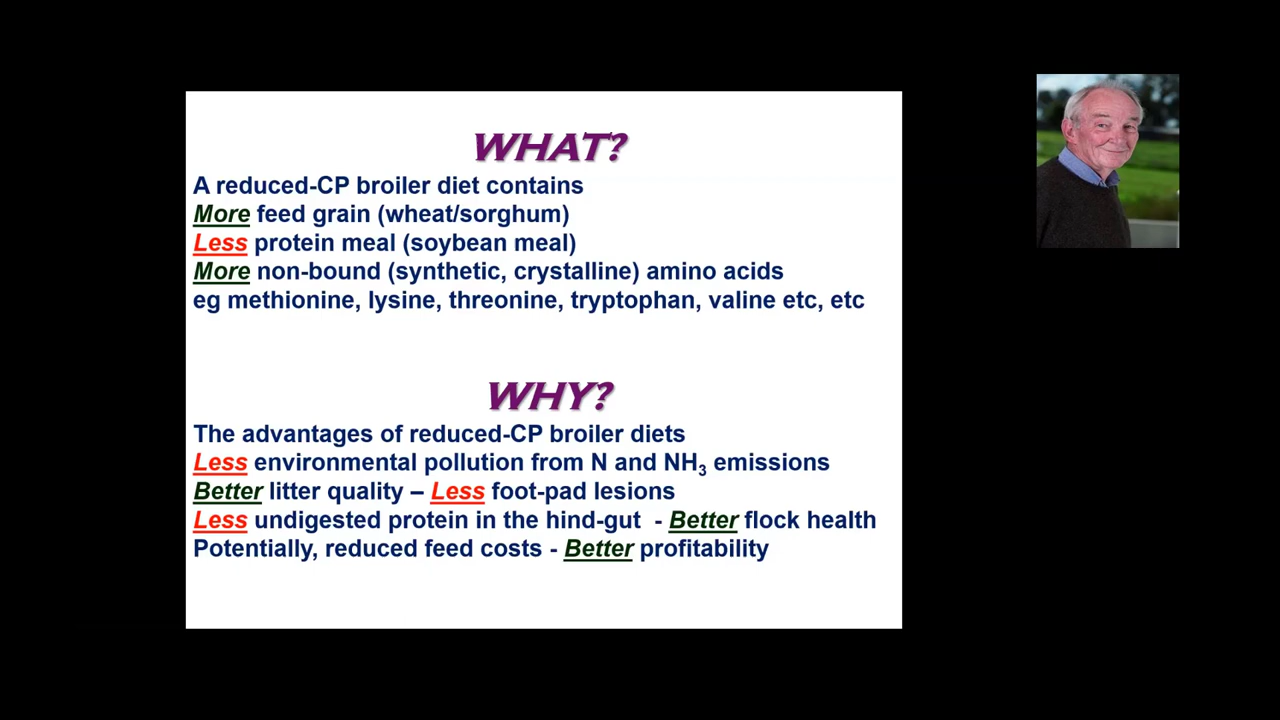 WHAT?
A reduced-CP broiler diet contains
More feed grain (wheat/sorghum)
Less protein meal (soybean meal)
More non-bound (synthetic, crystalline) amino acids
eg methionine, lysine, threonine, tryptophan, valine etc, etc
WHY?
The advantages of reduced-CP broiler diets
Less environmental pollution from N and NH₃ emissions
Better litter quality – Less foot-pad lesions
Less undigested protein in the hind-gut - Better flock health
Potentially, reduced feed costs - Better profitability